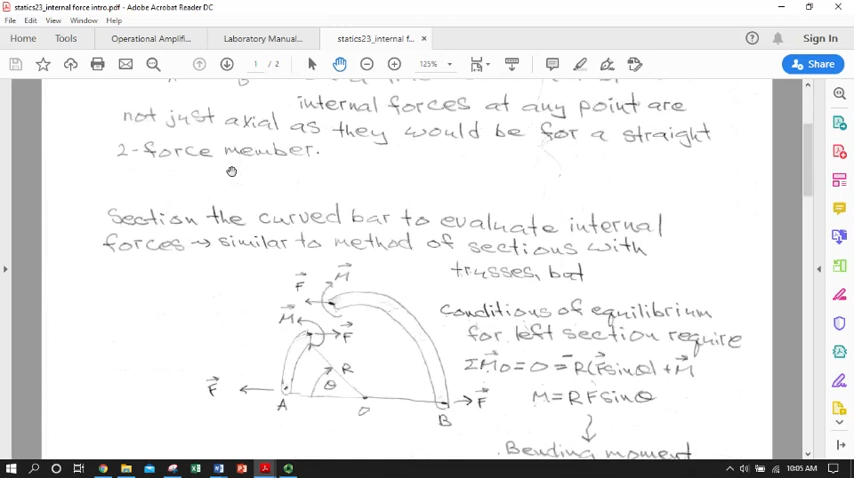 statics23_internal force intro.pdf - Adobe Acrobat Reader DC
File Edit View Window Help
Home Tools Operational Amplifi... Laboratory Manual... statics23_internal f... × Sign In
1 / 2 125% Share
internal forces at any point are
not just axial as they would be for a straight
2-force member.
Section the curved bar to evaluate internal
forces → similar to method of sections with
trusses, but
F M
M F
F R θ
A O B F
conditions of equilibrium
for left section require
ΣM0=0=-R(Fsinθ)+M
M=RFsinθ
Bending moment
10:05 AM